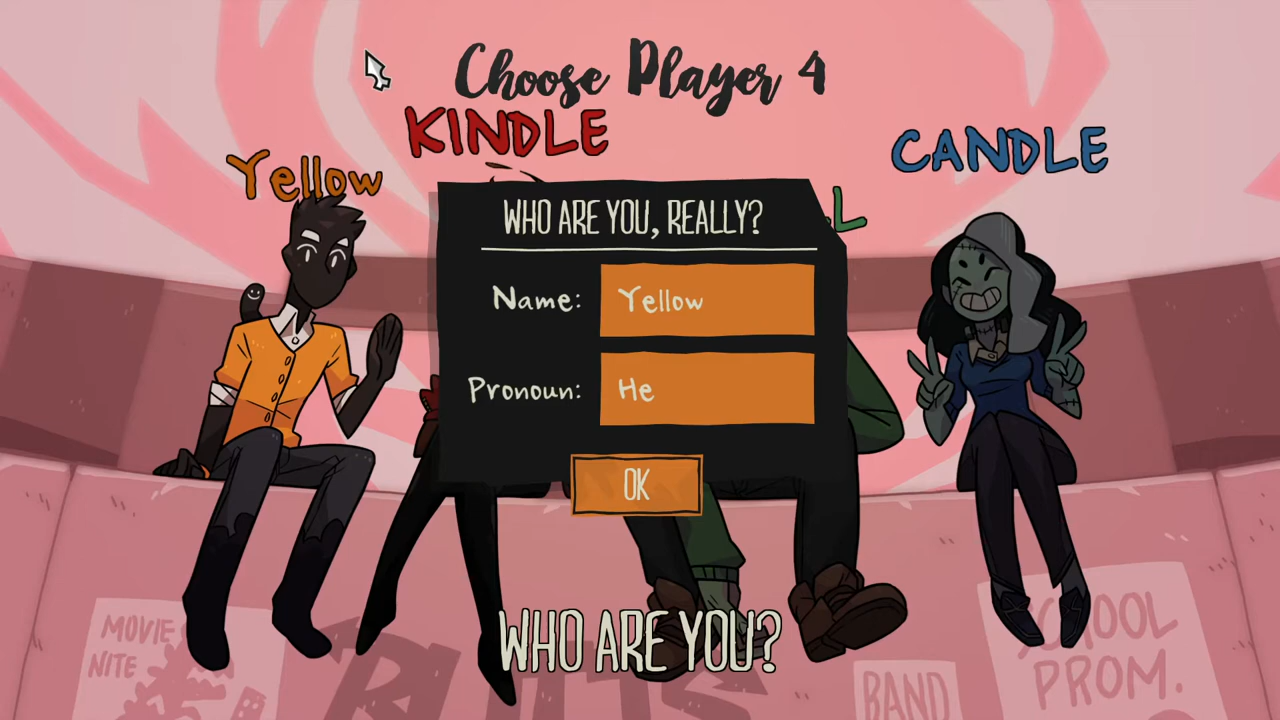 Choose Player 4
KINDLE
CANDLE
Yellow
WHO ARE YOU, REALLY?
Name: Yellow
Pronoun: He
OK
WHO ARE YOU?
MOVIE
NITE
SCHOOL
PROM.
BAND